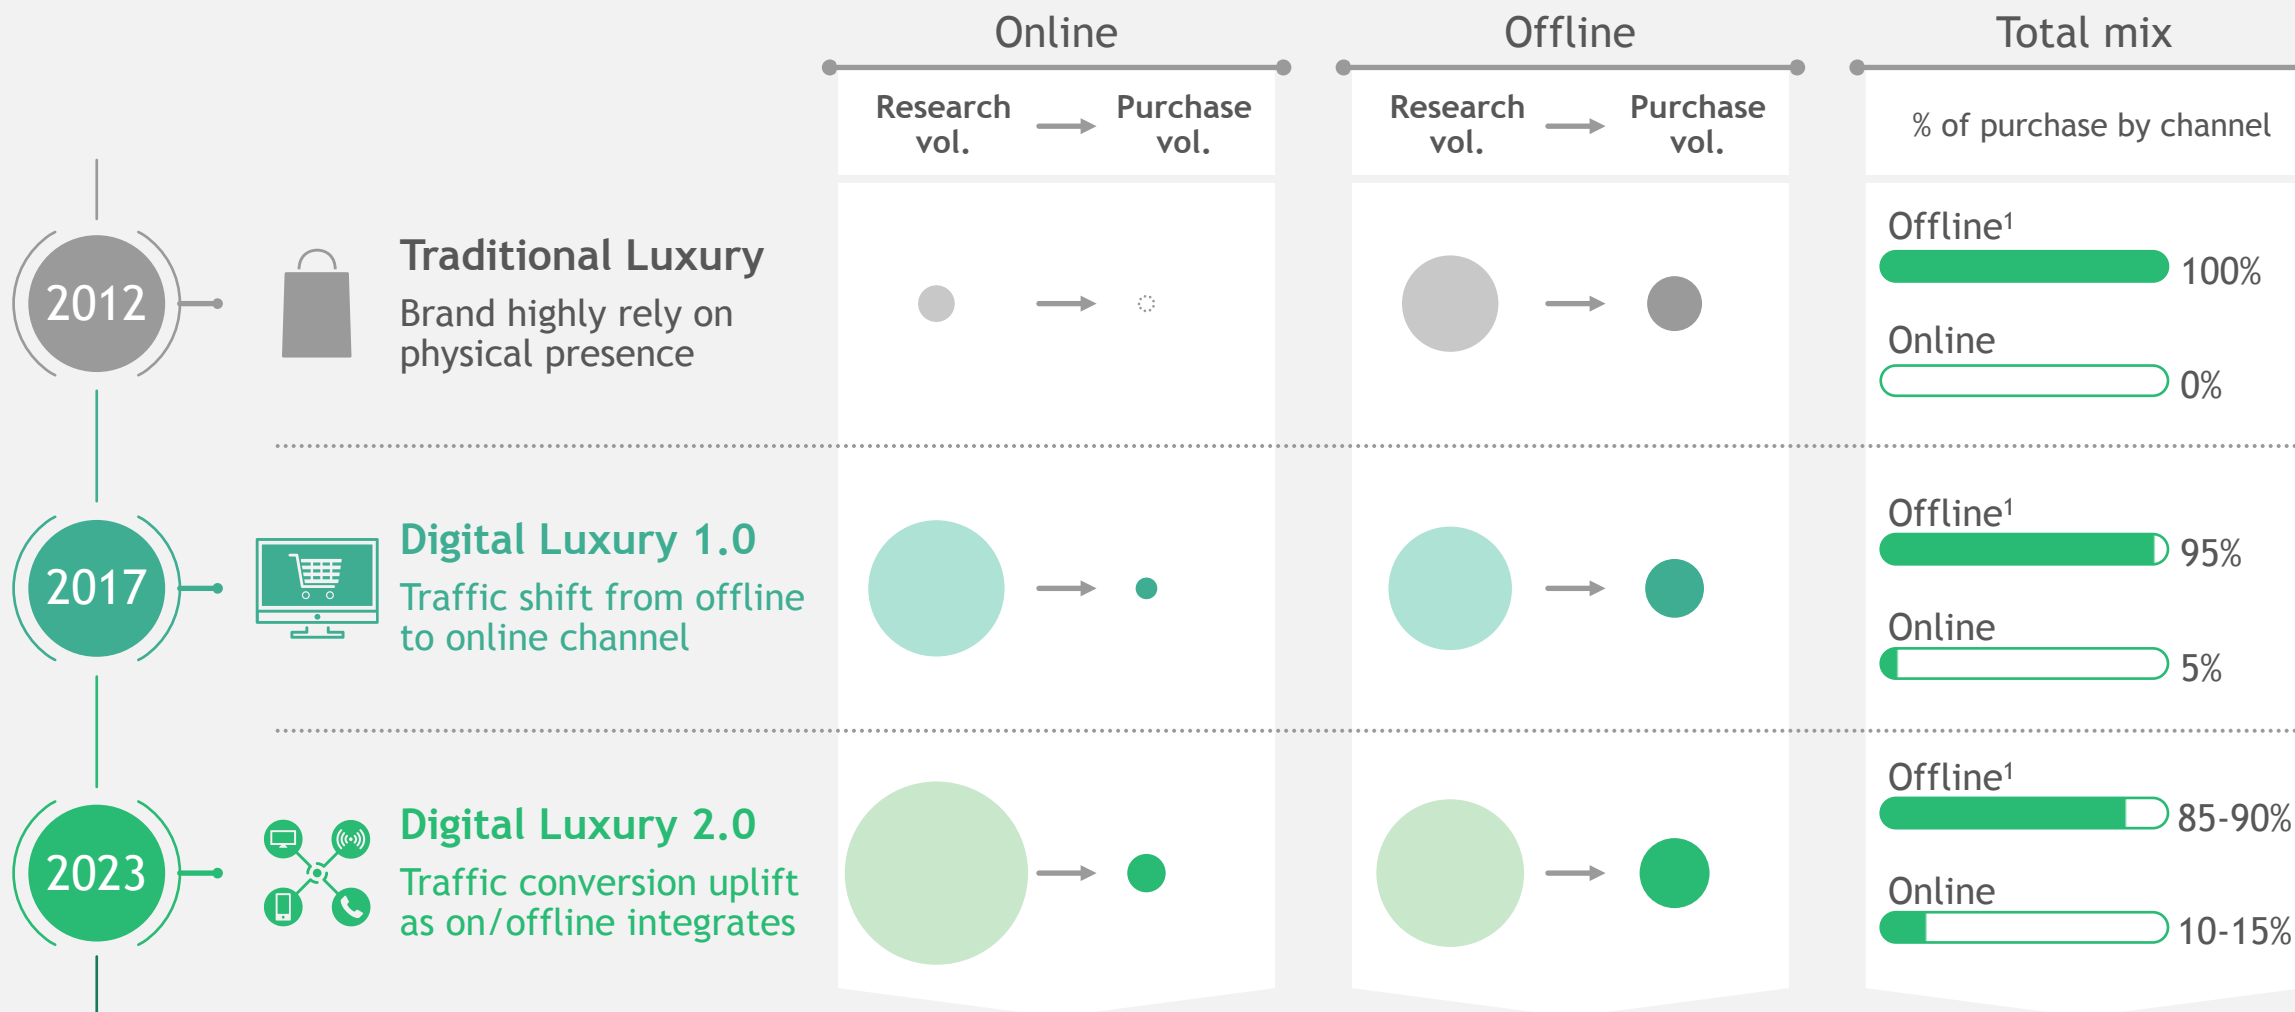 Online
Offline
Total mix
Research
vol.
Purchase
vol.
Research
vol.
Purchase
vol.
% of purchase by channel
2012
Traditional Luxury
Brand highly rely on
physical presence
Offline¹
100%
Online
0%
2017
Digital Luxury 1.0
Traffic shift from offline
to online channel
Offline¹
95%
Online
5%
2023
Digital Luxury 2.0
Traffic conversion uplift
as on/offline integrates
Offline¹
85-90%
Online
10-15%